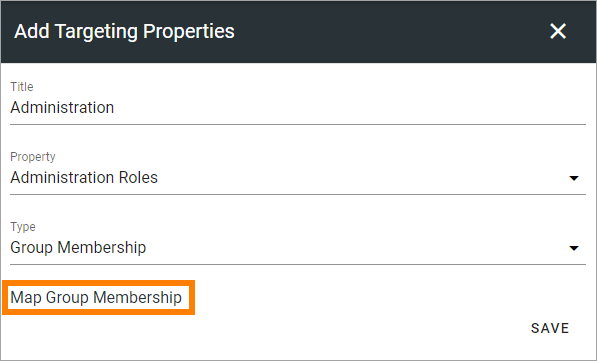 Add Targeting Properties
Title
Administration
Property
Administration Roles
Type
Group Membership
Map Group Membership
SAVE